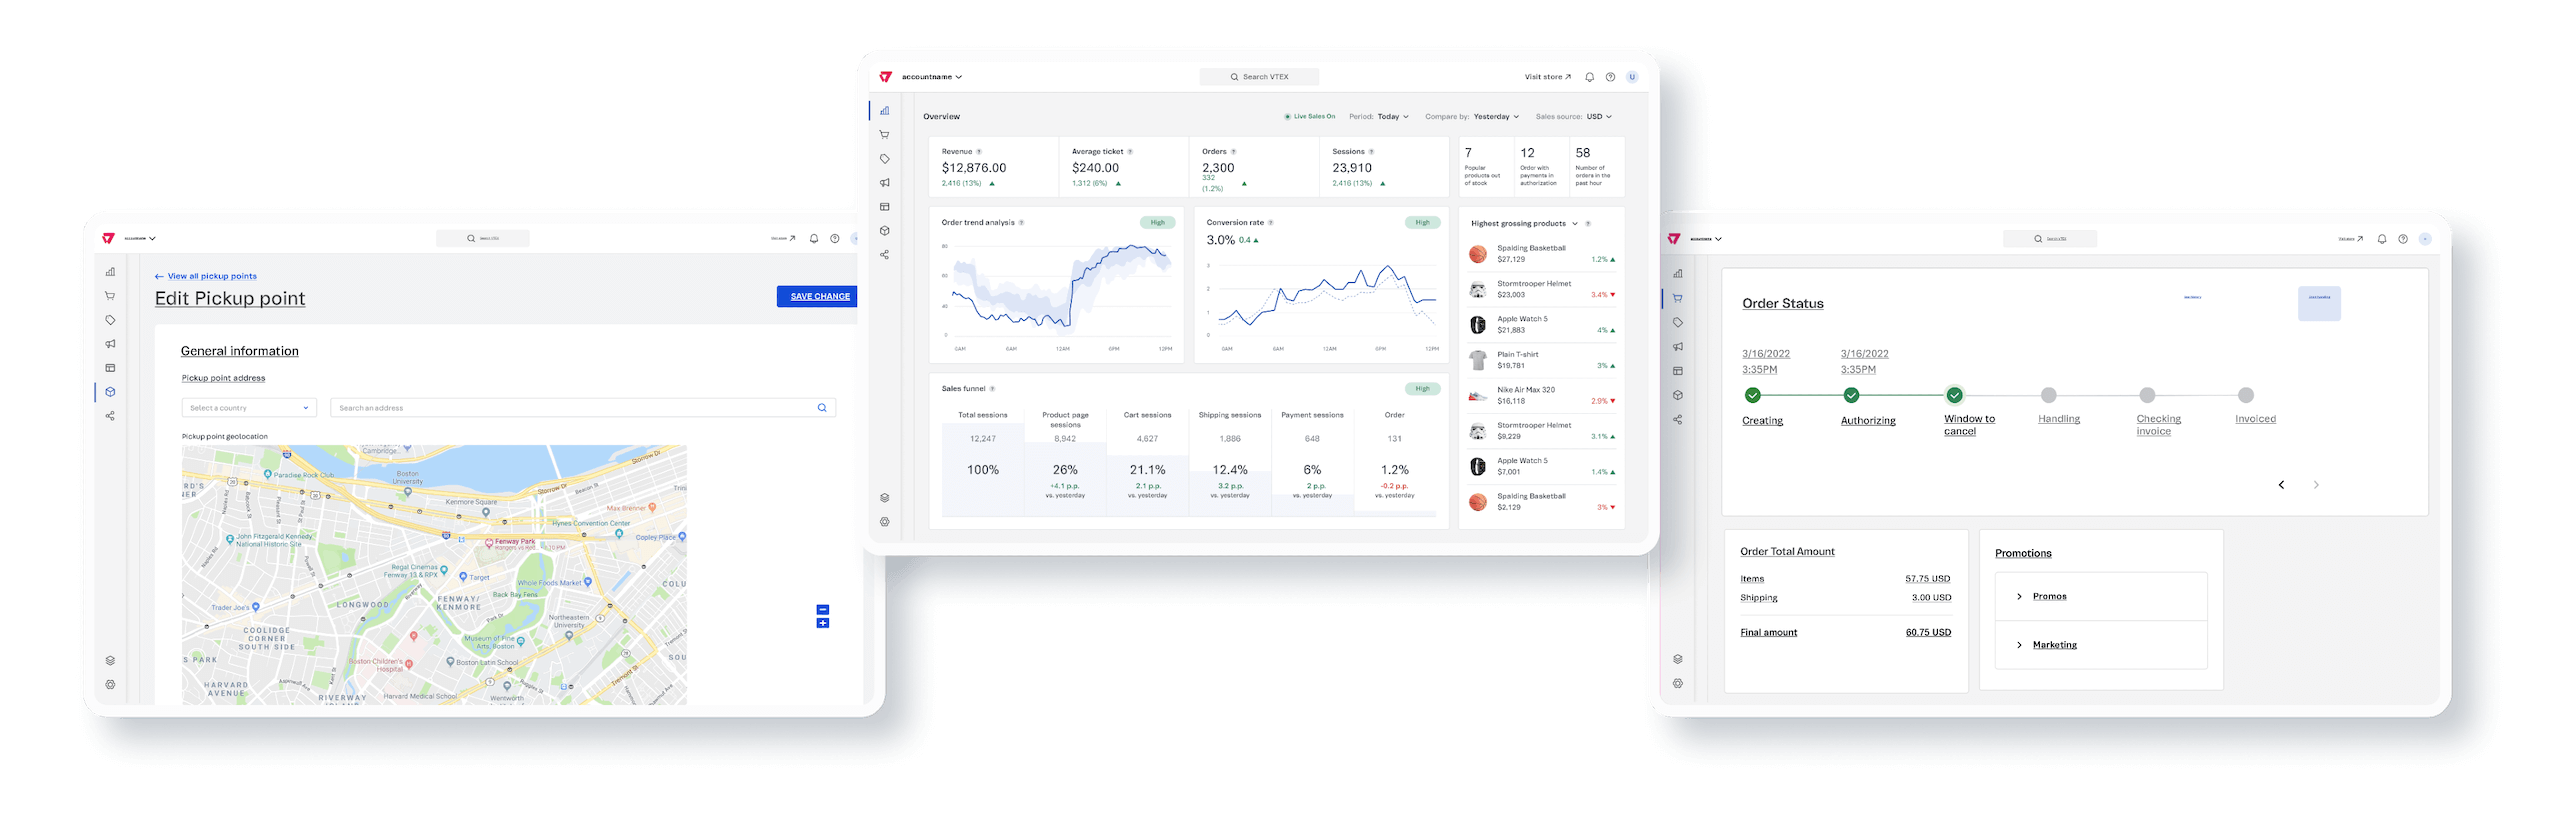 accountname
Search VTEX
Visit store
U
Overview
Live Sales On
Period: Today
Compare by: Yesterday
Sales source: USD
Revenue
$12,876.00
2,416 (13%)
Average ticket
$240.00
1.312 (6%)
Orders
2,300
332
(1.2%)
Sessions
23,910
2,416 (13%)
7
Popular
products out
of stock
12
Order with
payments in
authorization
58
Number of
orders in the
past hour
Order trend analysis
High
80
60
40
0
0AM
6AM
12AM
6PM
12PM
Conversion rate
High
3.0% 0.4
3
2
1
0
0AM
6AM
12AM
6PM
12PM
Highest grossing products
Spalding Basketball
$27,129
1.2%
Stormtrooper Helmet
$23,003
3.4%
Apple Watch 5
$21,883
4%
Plain T-shirt
$19,781
3%
Nike Air Max 320
$16,118
2.9%
Stormtrooper Helmet
$9,229
3.1%
Apple Watch 5
$7,001
1.4%
Spalding Basketball
$2,129
3%
Sales funnel
High
Total sessions
12,247
100%
Product page
sessions
8,942
26%
+4.1 p.p.
vs. yesterday
Cart sessions
4,627
21.1%
2.1 p.p.
vs. yesterday
Shipping sessions
1,886
12.4%
3.2 p.p.
vs. yesterday
Payment sessions
648
6%
2 p.p.
vs. yesterday
Order
131
1.2%
-0.2 p.p.
vs. yesterday
View all pickup points
Edit Pickup point
SAVE CHANGE
General information
Pickup point address
Select a country
Search an address
Pickup point geolocation
Cambridge
Storrow Dr
Paradise Rock Club
Boston
University
Storrow Dr
Beacon St
Kenmore Square
Max Brenner
Hynes Convention Center
John Fitzgerald Kennedy
National Historic Site
Fenway Park
Copley Place
Regal Cinemas
Fenway 13 & RPX
Target
Whole Foods Market
COLU
Back Bay Fens
Trader Joe's
LONGWOOD
FENWAY/
KENMORE
Northeastern
University
COOLIDGE
CORNER
SOUTH SIDE
Museum of Fine
Arts, Boston
S PARK
Boston Children's
Hospital
Boston Latin School
SOU
HARVARD
AVENUE
RIVERWAY
Harvard Medical School
Wentworth
Tremont St
Order Status
3/16/2022
3:35PM
3/16/2022
3:35PM
Creating
Authorizing
Window to
cancel
Handling
Checking
invoice
Invoiced
Order Total Amount
Items
57.75 USD
Shipping
3.00 USD
Final amount
60.75 USD
Promotions
Promos
Marketing